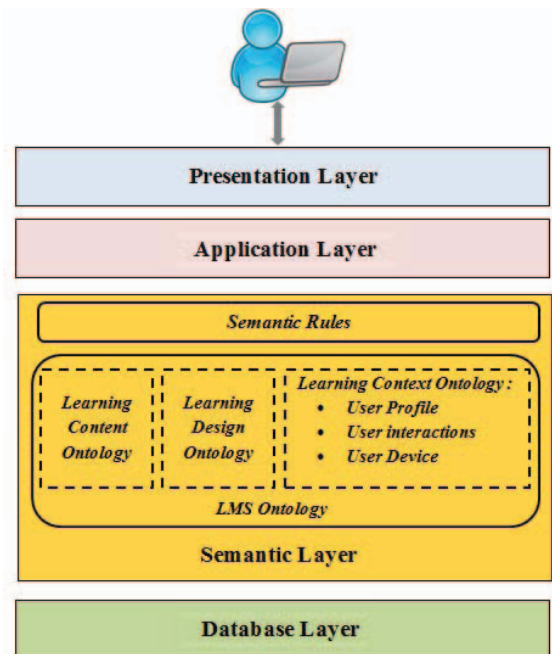 Presentation Layer
Application Layer
Semantic Rules
Learning
Content
Ontology
Learning
Design
Ontology
Learning Context Ontology :
• User Profile
• User interactions
• User Device
LMS Ontology
Semantic Layer
Database Layer